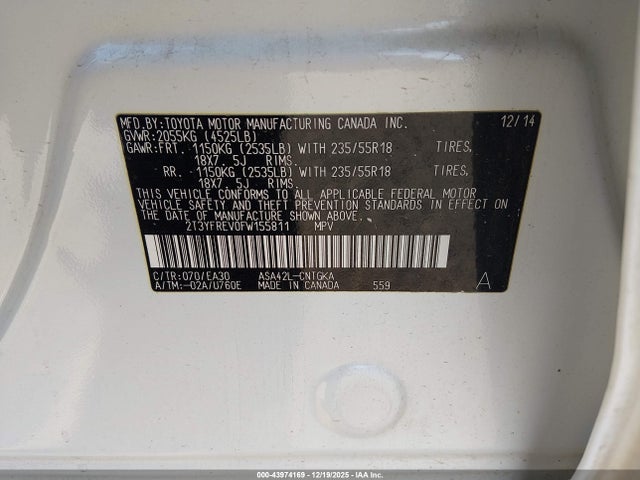 MFD.BY:TOYOTA MOTOR MANUFACTURING CANADA INC. 12/14
GVWR:2055KG (4525LB)
GAWR:FRT. 1150KG (2535LB) WITH 235/55R18 TIRES,
18X7.5J RIMS.
RR. 1150KG (2535LB) WITH 235/55R18 TIRES,
18X7.5J RIMS.
THIS VEHICLE CONFORMS TO ALL APPLICABLE FEDERAL MOTOR
VEHICLE SAFETY AND THEFT PREVENTION STANDARDS IN EFFECT ON THE
DATE OF MANUFACTURE SHOWN ABOVE.
2T3YFREV0FW155811 MPV
C/TR:070/EA30 ASA42L-CNTGKA
A/TM:-02A/U760E MADE IN CANADA 559 A
000-43974169 - 12/19/2025 - IAAI.CA